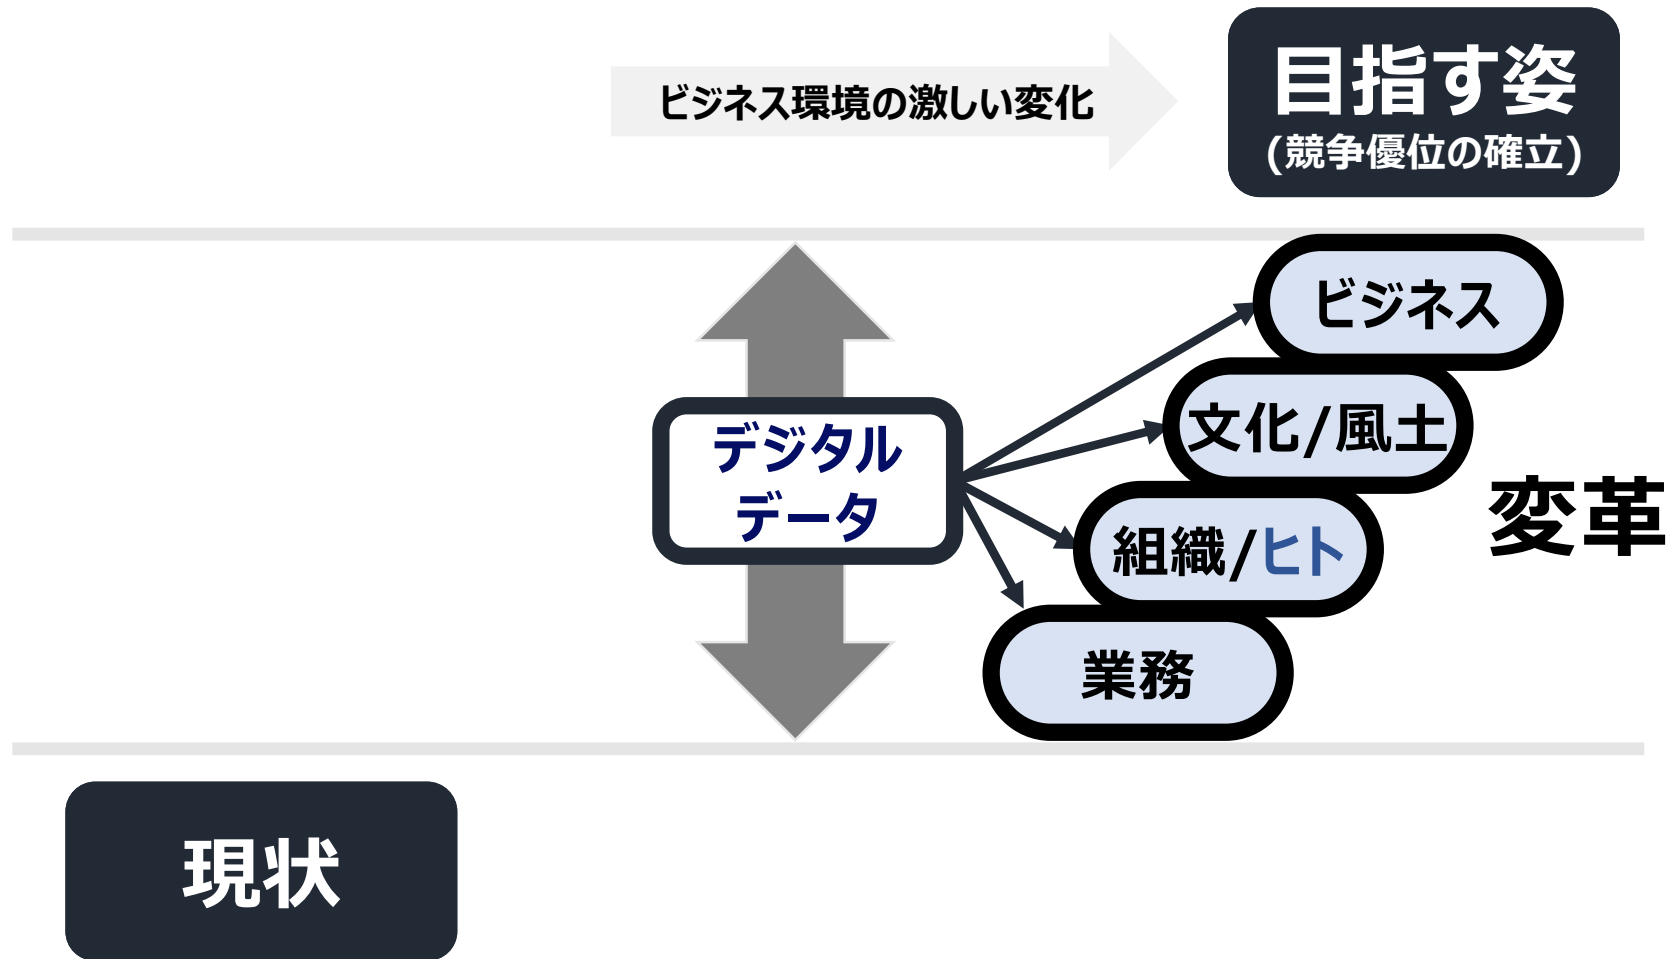 目指す姿
(競争優位の確立)
ビジネス環境の激しい変化
ビジネス
文化/風土
デジタル
データ
変革
組織/ヒト
業務
現状